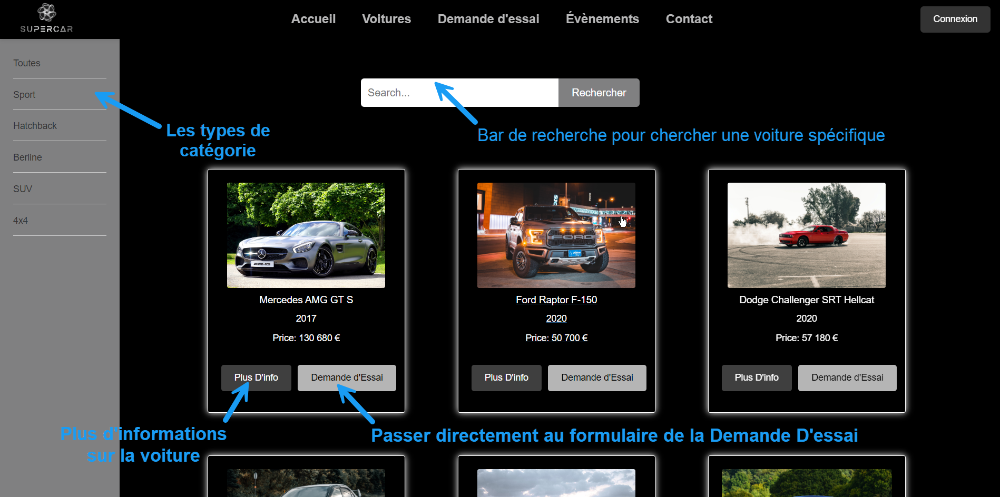 SUPERCAR
Accueil
Voitures
Demande d'essai
Évènements
Contact
Connexion
Toutes
Sport
Hatchback
Berline
SUV
4x4
Search...
Rechercher
Les types de
catégorie
Bar de recherche pour chercher une voiture spécifique
AMG
Mercedes AMG GT S
2017
Price: 130 680 €
Plus D'info
Demande d'Essai
FORD
Ford Raptor F-150
2020
Price: 50 700 €
Plus D'info
Demande d'Essai
Dodge Challenger SRT Hellcat
2020
Price: 57 180 €
Plus D'info
Demande d'Essai
Plus d'informations
sur la voiture
Passer directement au formulaire de la Demande D'essai